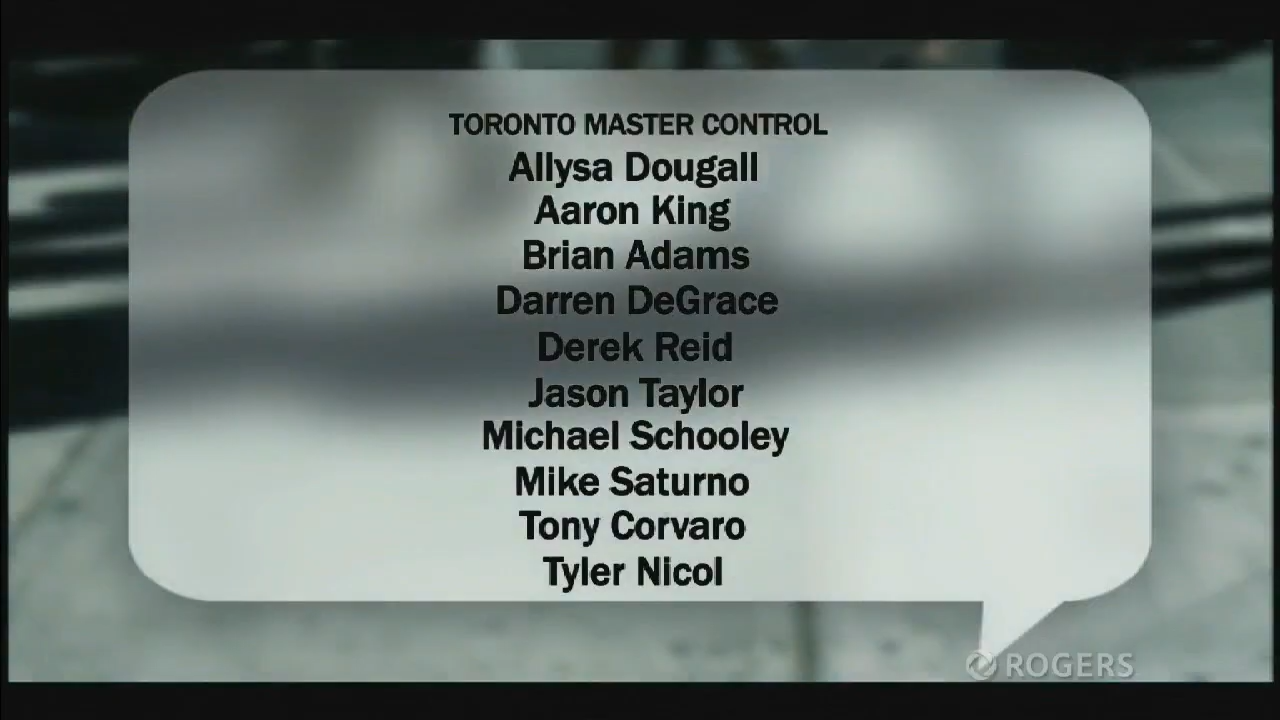 TORONTO MASTER CONTROL
Allysa Dougall
Aaron King
Brian Adams
Darren DeGrace
Derek Reid
Jason Taylor
Michael Schooley
Mike Saturno
Tony Corvaro
Tyler Nicol
ROGERS